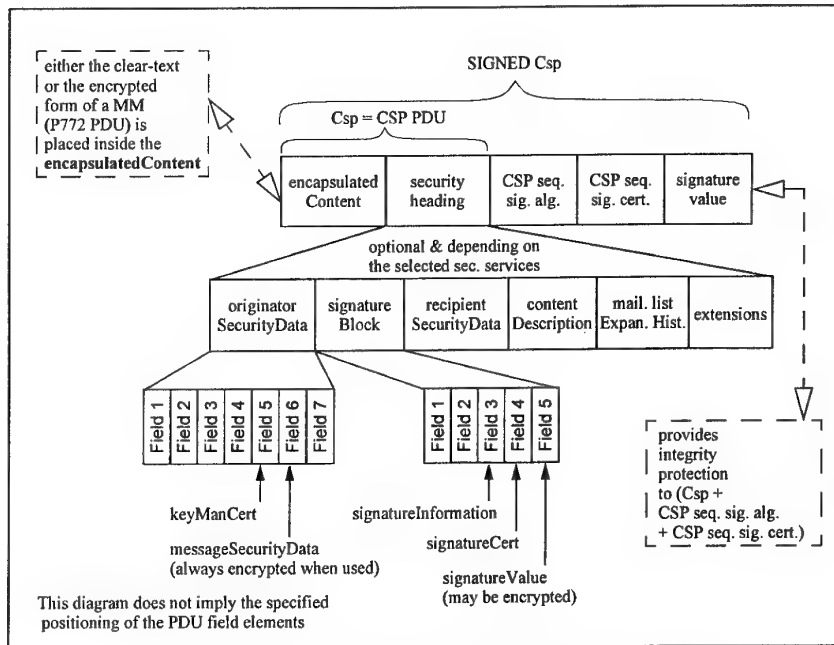 either the clear-text
or the encrypted
form of a MM
(P772 PDU) is
placed inside the
encapsulatedContent
SIGNED Csp
Csp = CSP PDU
encapsulated
Content
security
heading
CSP seq.
sig. alg.
CSP seq.
sig. cert.
signature
value
optional & depending on
the selected sec. services
originator
SecurityData
signature
Block
recipient
SecurityData
content
Description
mail. list
Expan. Hist.
extensions
Field 1
Field 2
Field 3
Field 4
Field 5
Field 6
Field 7
Field 1
Field 2
Field 3
Field 4
Field 5
keyManCert
messageSecurityData
(always encrypted when used)
signatureInformation
signatureCert
signatureValue
(may be encrypted)
provides
integrity
protection
to (Csp +
CSP seq. sig. alg.
+ CSP seq. sig. cert.)
This diagram does not imply the specified
positioning of the PDU field elements